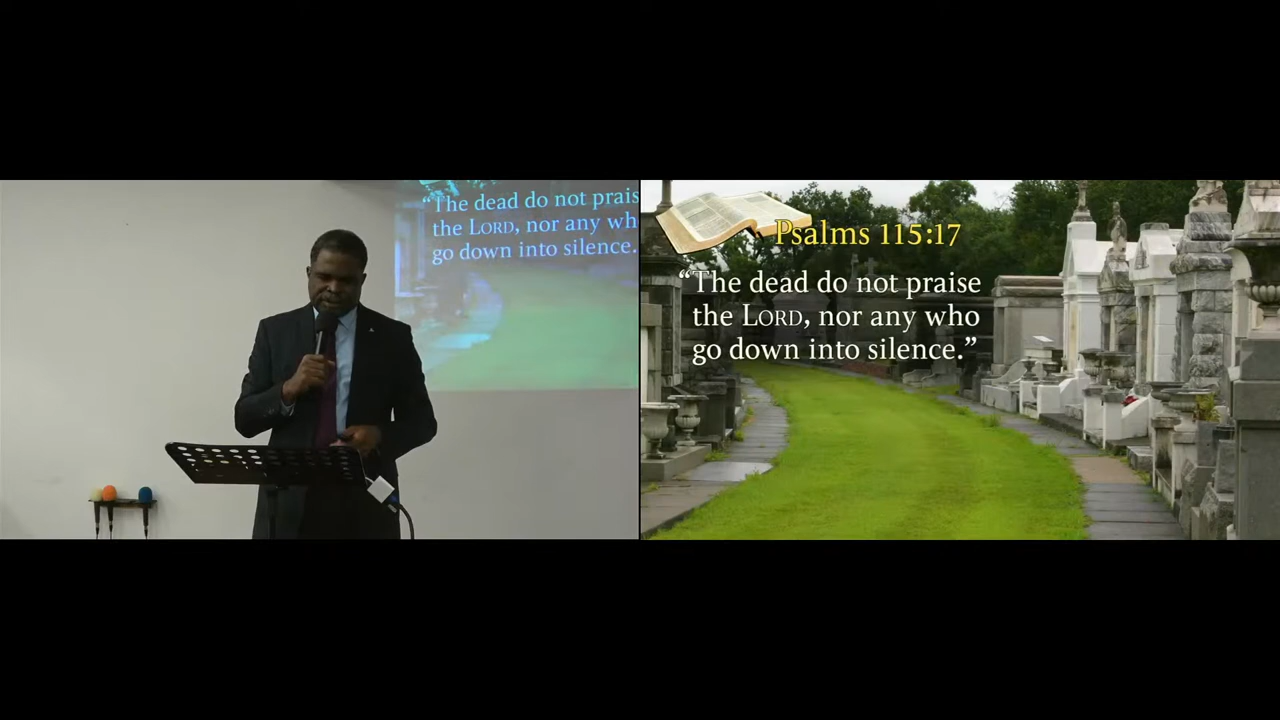 “The dead do not prais
the LORD, nor any wh
go down into silence.
Psalms 115:17
“The dead do not praise
the LORD, nor any who
go down into silence.”